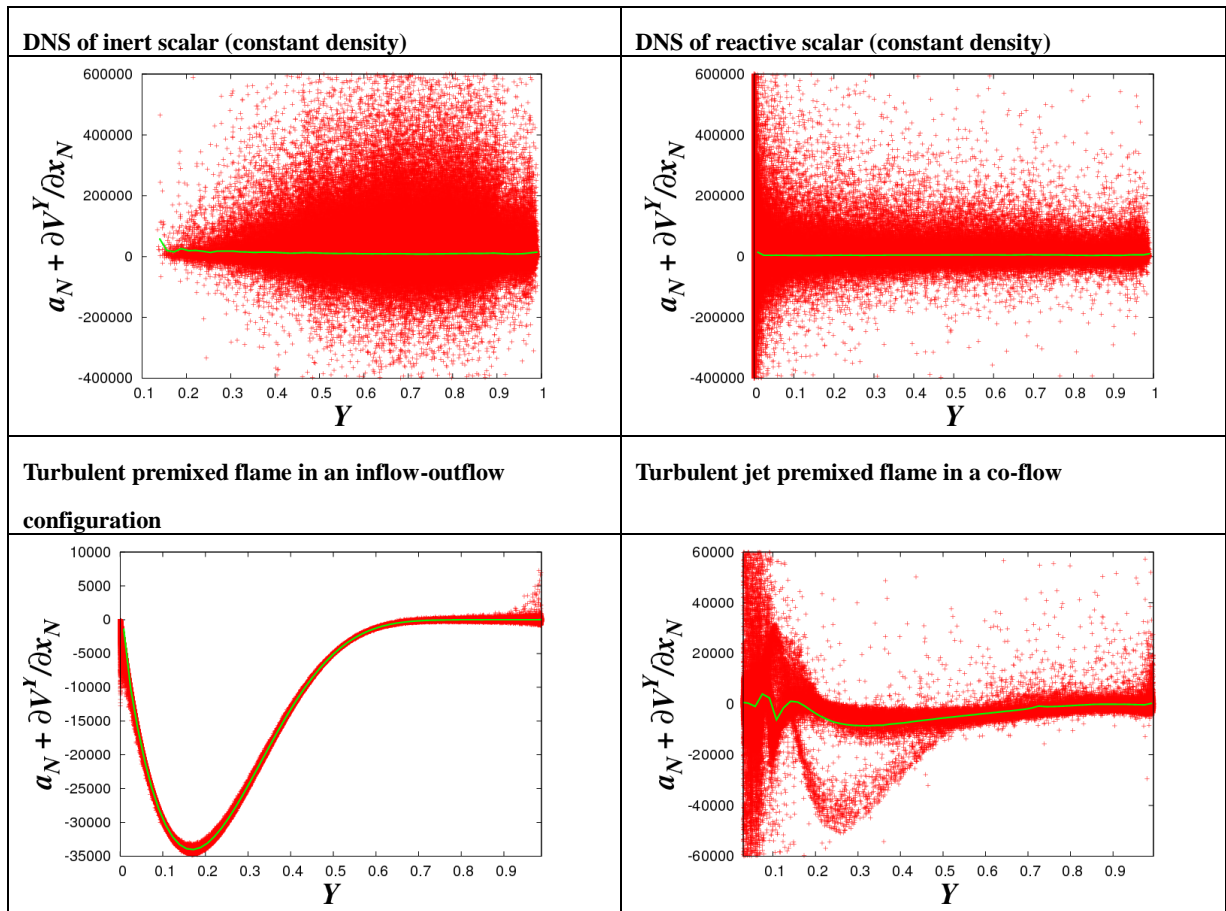 DNS of inert scalar (constant density)
DNS of reactive scalar (constant density)
600000
400000
200000
0
-200000
-400000
a_N + ∂V^Y/∂x_N
0.1 0.2 0.3 0.4 0.5 0.6 0.7 0.8 0.9 1
Y
600000
400000
200000
0
-200000
-400000
a_N + ∂V^Y/∂x_N
0 0.1 0.2 0.3 0.4 0.5 0.6 0.7 0.8 0.9 1
Y
Turbulent premixed flame in an inflow-outflow
configuration
Turbulent jet premixed flame in a co-flow
10000
5000
0
-5000
-10000
-15000
-20000
-25000
-30000
-35000
a_N + ∂V^Y/∂x_N
0 0.1 0.2 0.3 0.4 0.5 0.6 0.7 0.8 0.9
Y
60000
40000
20000
0
-20000
-40000
-60000
a_N + ∂V^Y/∂x_N
0.1 0.2 0.3 0.4 0.5 0.6 0.7 0.8 0.9
Y